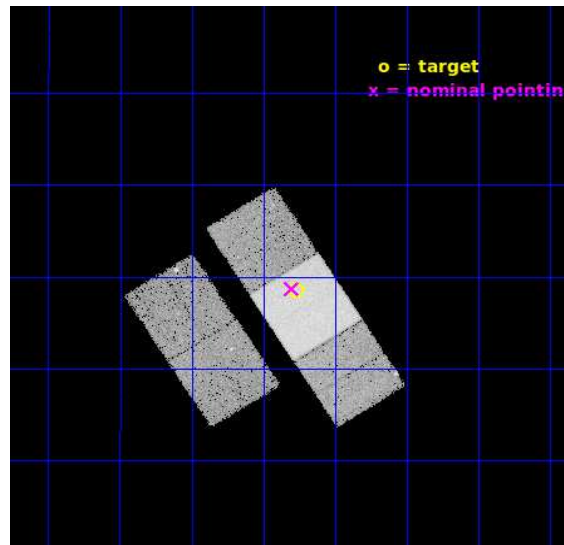 o = target
x = nominal pointin